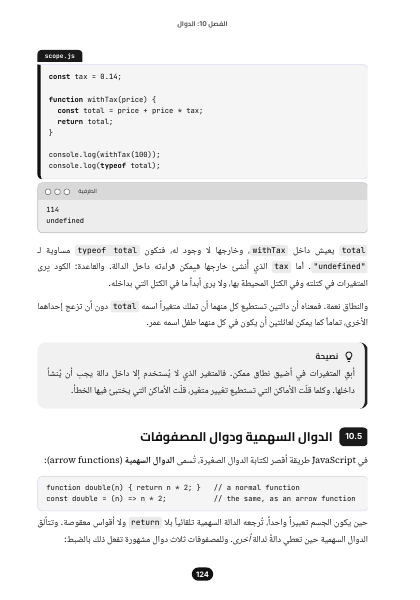 الفصل 10: الدوال
scope.js
const tax = 0.14;
function withTax(price) {
  const total = price + price * tax;
  return total;
}
console.log(withTax(100));
console.log(typeof total);
الطرفية
114
undefined
total يعيش داخل withTax، وخارجها لا وجود له، فتكون typeof total مساوية لـ
"undefined". أما tax الذي أُنشئ خارجها فيمكن قراءته داخل الدالة. والقاعدة: الكود يرى
المتغيرات في كتلته وفي الكتل المحيطة بها، ولا يرى أبداً ما في الكتل التي بداخله.
والنطاق نعمة. فمعناه أن دالتين تستطيع كل منهما أن تملك متغيراً اسمه total دون أن تزعج إحداهما
الأخرى، تماماً كما يمكن لعائلتين أن يكون في كل منهما طفل اسمه عمر.
نصيحة
أبقِ المتغيرات في أضيق نطاق ممكن. فالمتغير الذي لا يُستخدم إلا داخل دالة يجب أن يُنشأ
داخلها. وكلما قلّت الأماكن التي تستطيع تغيير متغير، قلّت الأماكن التي يختبئ فيها الخطأ.
10.5 الدوال السهمية ودوال المصفوفات
في JavaScript طريقة أقصر لكتابة الدوال الصغيرة، تُسمى الدوال السهمية (arrow functions):
function double(n) { return n * 2; }   // a normal function
const double = (n) => n * 2;           // the same, as an arrow function
حين يكون الجسم تعبيراً واحداً، تُرجعه الدالة السهمية تلقائياً بلا return ولا أقواس معقوصة. وتتألق
الدوال السهمية حين تعطي دالةً لدالة أخرى. وللمصفوفات ثلاث دوال مشهورة تفعل ذلك بالضبط:
124